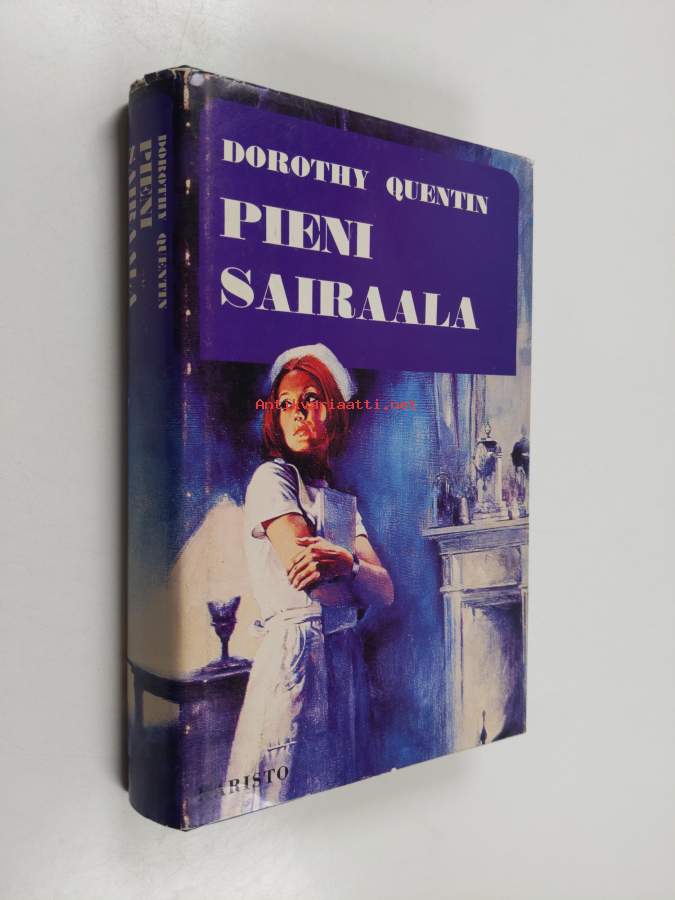 DOROTHY QUENTIN
PIENI
SAIRAALA
DOROTHY QUENTIN
PIENI
SAIRAALA
Antikvariaatti.net
KARISTO